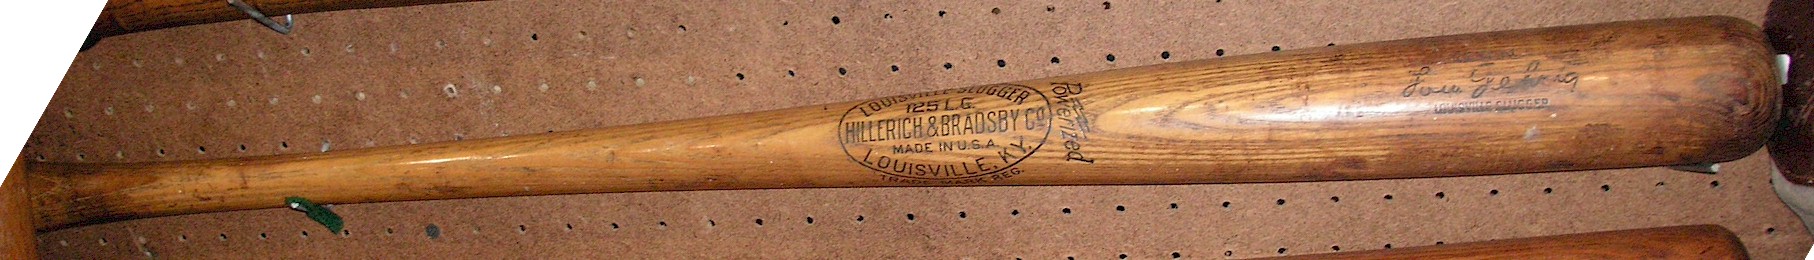 LOUISVILLE SLUGGER
125 L.G.
HILLERICH & BRADSBY Cº
MADE IN U.S.A.
LOUISVILLE, KY.
TRADE MARK REG.
Powerized
Lou Gehrig
LOUISVILLE SLUGGER